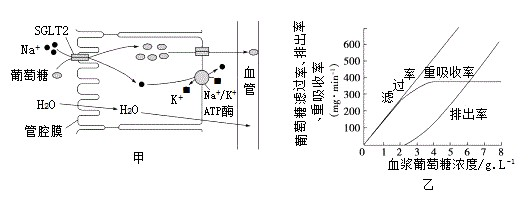 SGLT2
Na⁺
葡萄糖
H₂O
H₂O
管腔膜
K⁺
Na⁺/K⁺
ATP酶
血管
甲
葡萄糖滤过率、排出率、重吸收率
(mg·min⁻¹)
600
500
400
300
200
100
滤过率
重吸收率
排出率
0 1 2 3 4 5 6 7 8
血浆葡萄糖浓度/g.L⁻¹
乙